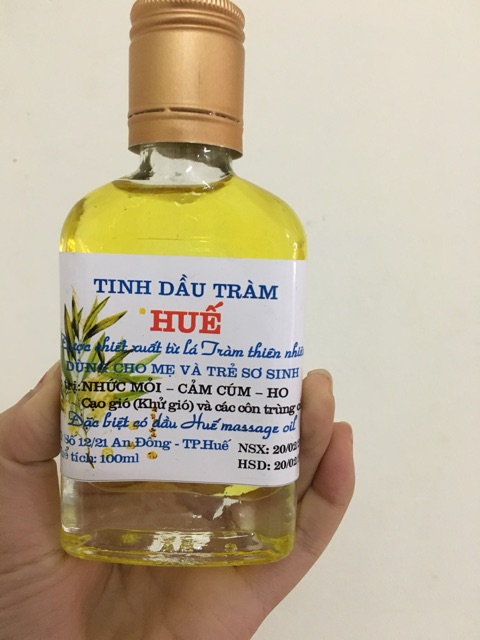 TINH DẦU TRÀM
HUẾ
chiết xuất từ lá Tràm thiên nhiên
DÙNG CHO MẸ VÀ TRẺ SƠ SINH
trị: NHỨC MỎI - CẢM CÚM - HO
Cạo gió (Khử gió) và các côn trùng
Đặc biệt có dầu Huế massage oil
Số 12/21 An Đông - TP.Huế
NSX: 20/02
tích: 100ml
HSD: 20/02